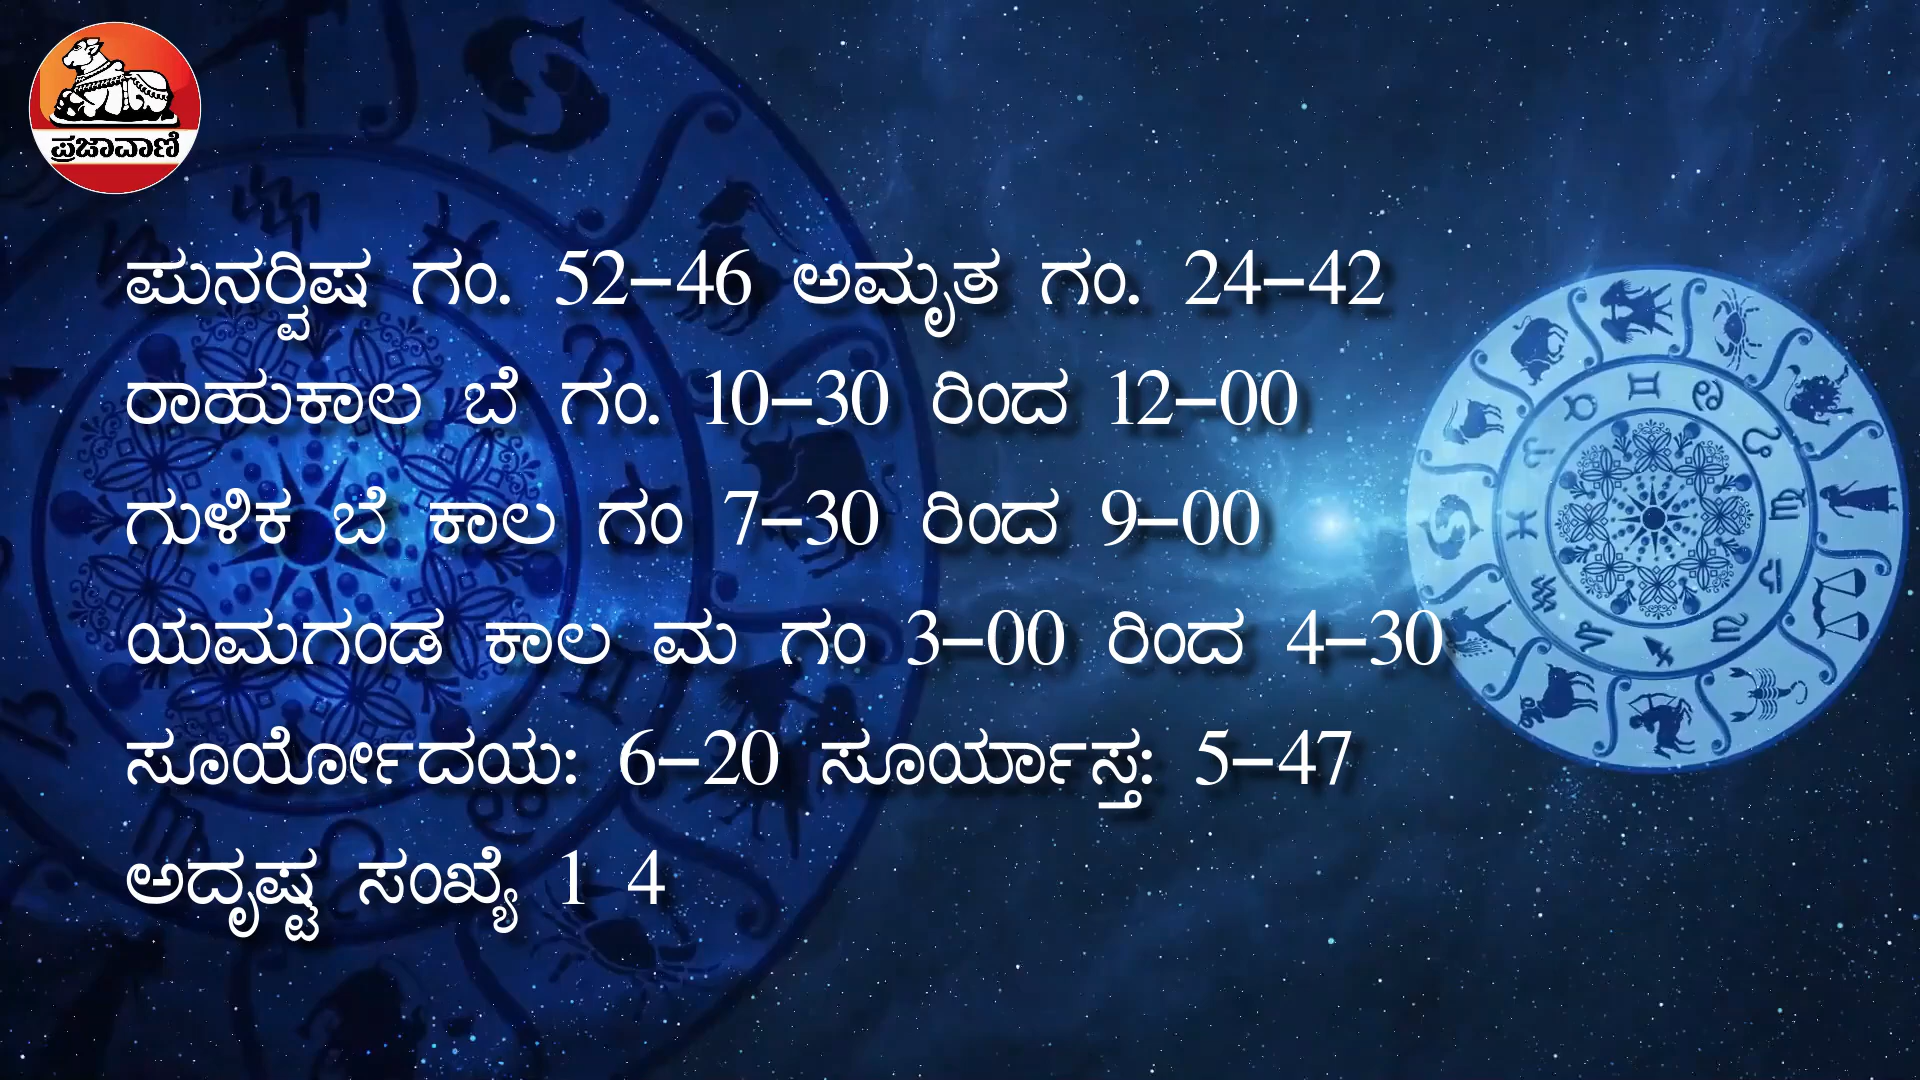 ಪ್ರಜಾವಾಣಿ
ಪುನರ‍್ವಿಷ ಗಂ. 52–46 ಅಮೃತ ಗಂ. 24–42
ರಾಹುಕಾಲ ಬೆ ಗಂ. 10–30 ರಿಂದ 12–00
ಗುಳಿಕ ಬೆ ಕಾಲ ಗಂ 7–30 ರಿಂದ 9–00
ಯಮಗಂಡ ಕಾಲ ಮ ಗಂ 3–00 ರಿಂದ 4–30
ಸೂರ್ಯೋದಯ: 6–20 ಸೂರ್ಯಾಸ್ತ: 5–47
ಅದೃಷ್ಟ ಸಂಖ್ಯೆ 1 4